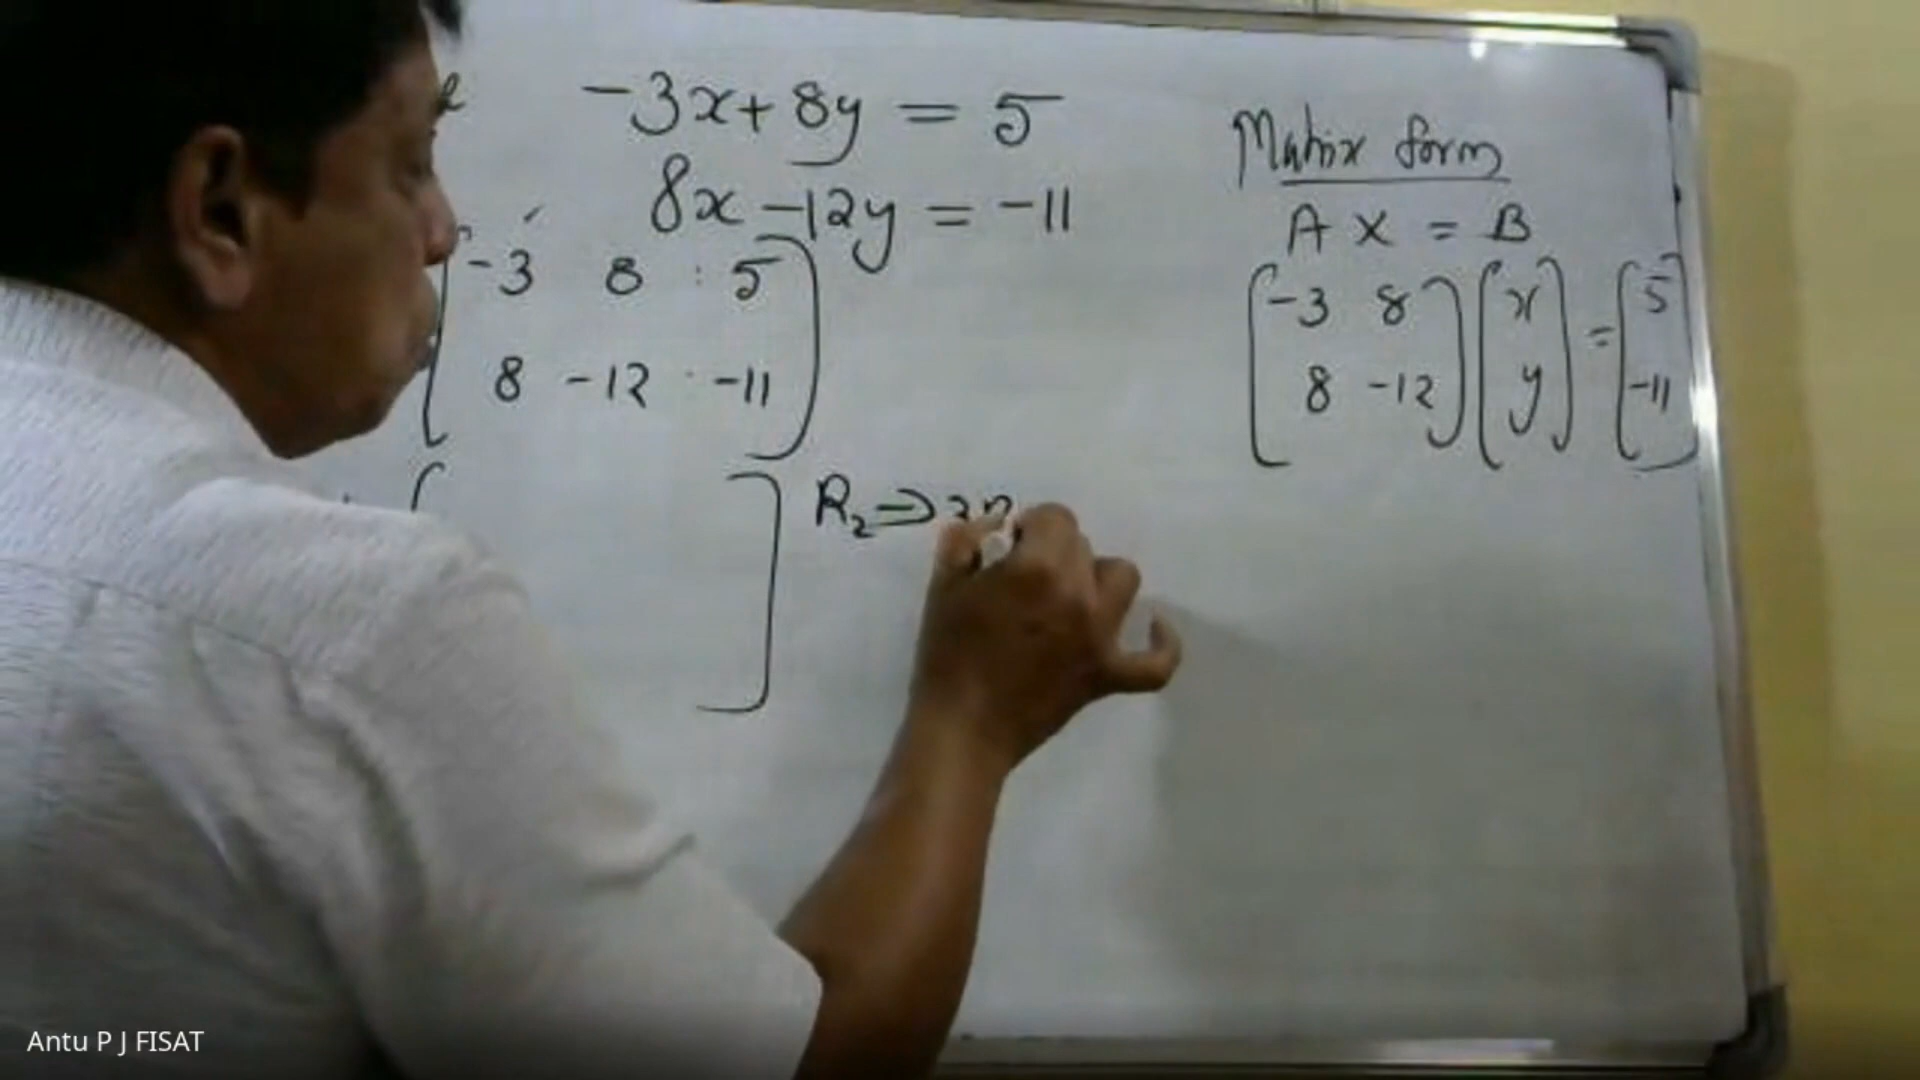 -3x + 8y = 5
8x - 12y = -11
-3 8 : 5
8 -12 : -11
R₂ → 3R
Matrix form
A X = B
-3 8 x = 5
8 -12 y -11
Antu P J FISAT